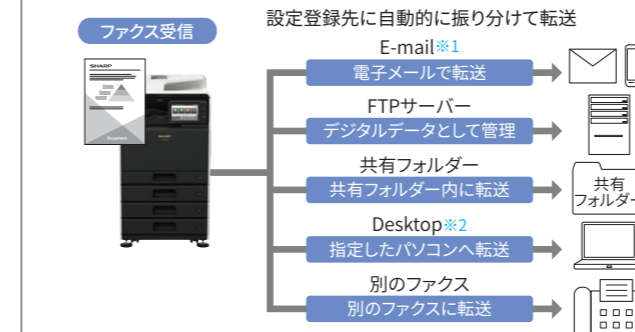 設定登録先に自動的に振り分けて転送
ファクス受信
E-mail※1
電子メールで転送
FTPサーバー
デジタルデータとして管理
共有フォルダー
共有フォルダー内に転送
共有
フォルダー
Desktop※2
指定したパソコンへ転送
別のファクス
別のファクスに転送
SHARP
Document